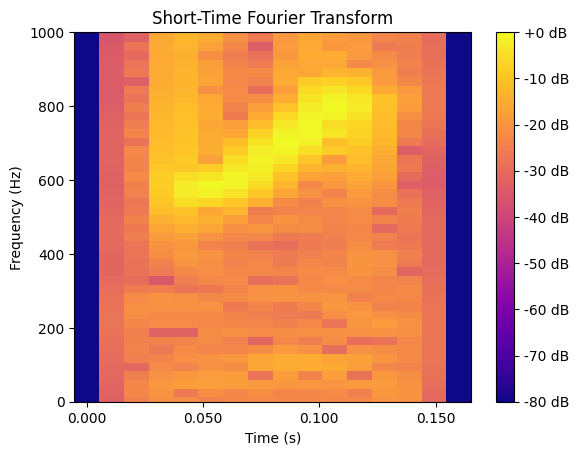 Short-Time Fourier Transform
1000
800
600
400
200
0
Frequency (Hz)
0.000
0.050
0.100
0.150
Time (s)
+0 dB
-10 dB
-20 dB
-30 dB
-40 dB
-50 dB
-60 dB
-70 dB
-80 dB